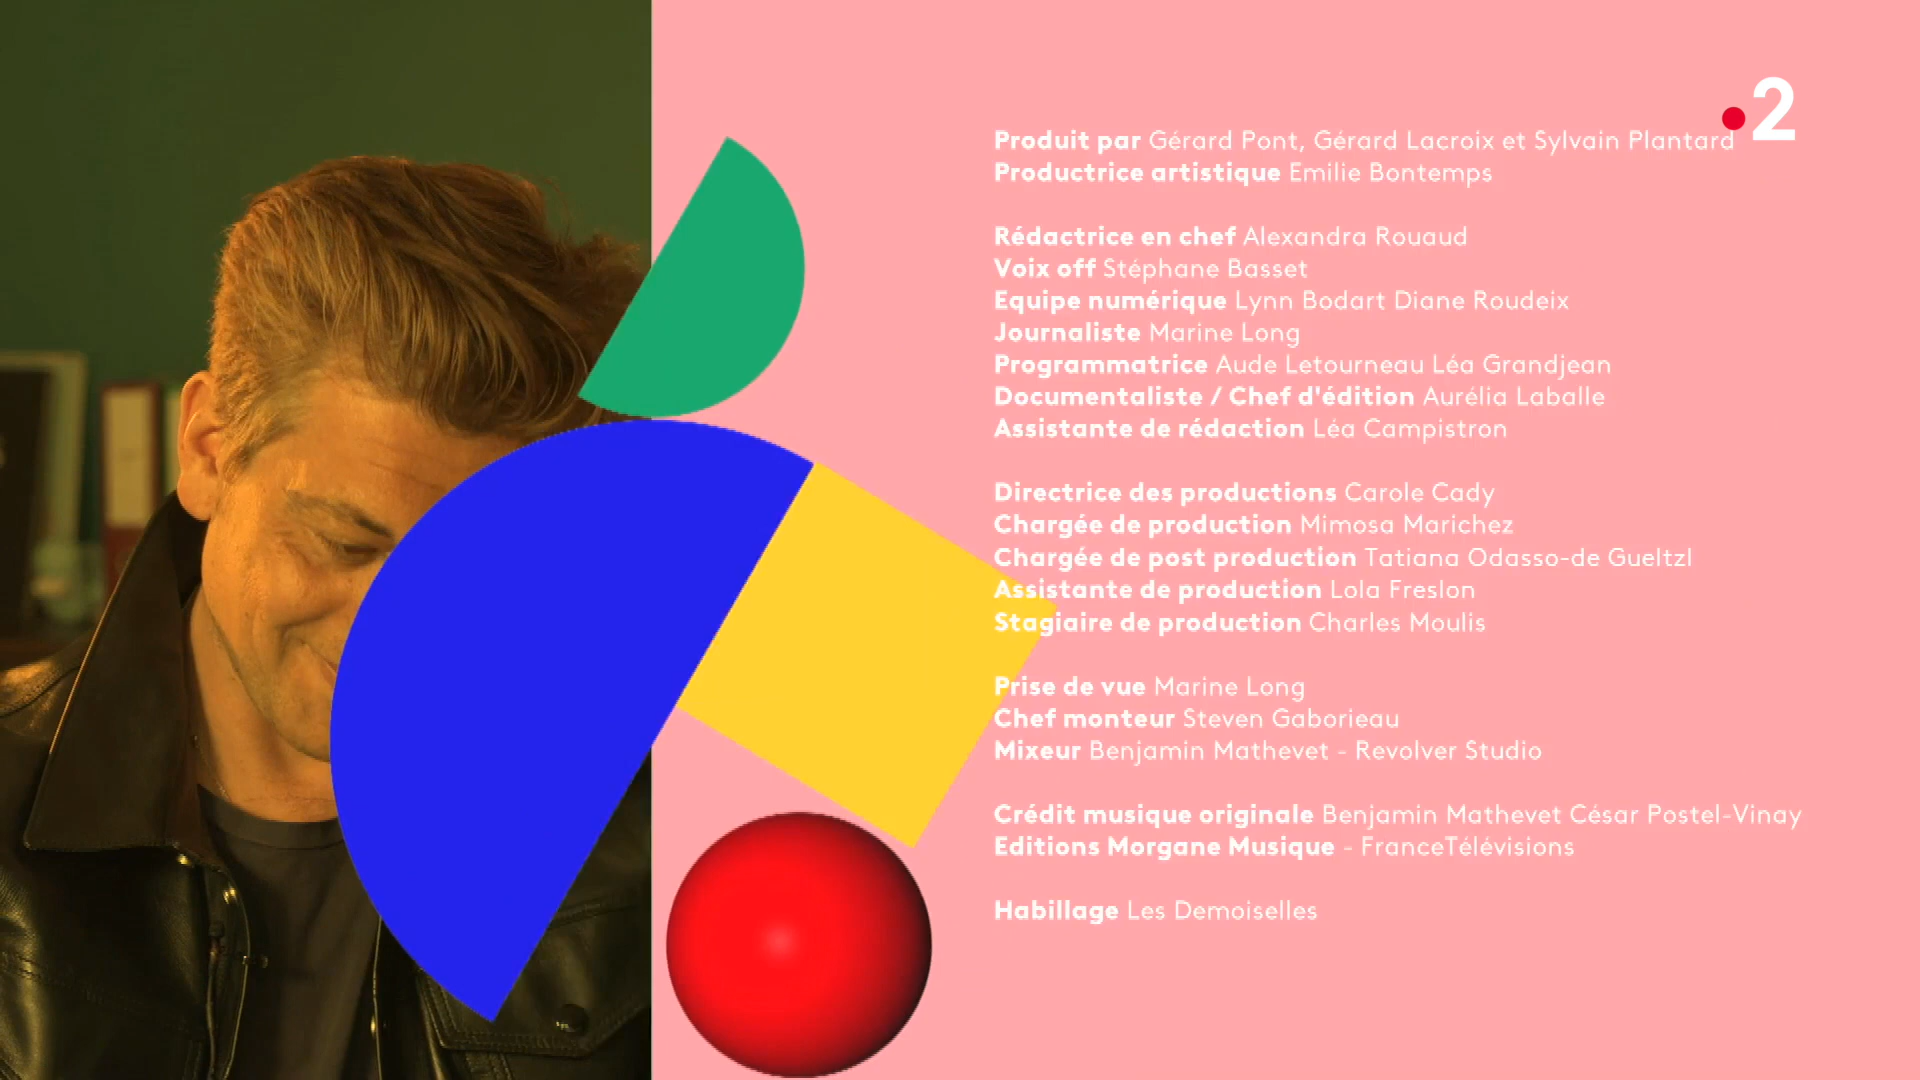 2
Produit par Gérard Pont, Gérard Lacroix et Sylvain Plantard
Productrice artistique Emilie Bontemps
Rédactrice en chef Alexandra Rouaud
Voix off Stéphane Basset
Equipe numérique Lynn Bodart Diane Roudeix
Journaliste Marine Long
Programmatrice Aude Letourneau Léa Grandjean
Documentaliste / Chef d'édition Aurélia Laballe
Assistante de rédaction Léa Campistron
Directrice des productions Carole Cady
Chargée de production Mimosa Marichez
Chargée de post production Tatiana Odasso-de Gueltzl
Assistante de production Lola Freslon
Stagiaire de production Charles Moulis
Prise de vue Marine Long
Chef monteur Steven Gaborieau
Mixeur Benjamin Mathevet - Revolver Studio
Crédit musique originale Benjamin Mathevet César Postel-Vinay
Editions Morgane Musique - FranceTélévisions
Habillage Les Demoiselles